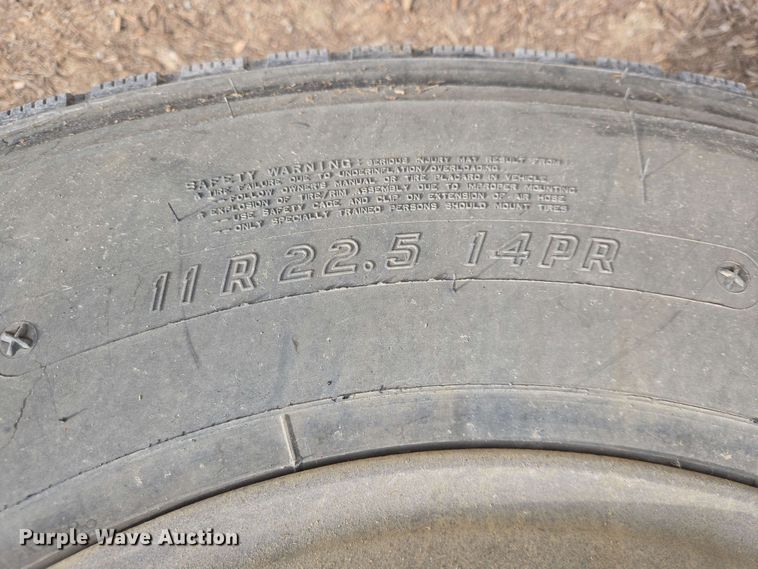 SAFETY WARNING: SERIOUS INJURY MAY RESULT FROM:
• TIRE FAILURE DUE TO UNDERINFLATION/OVERLOADING.
- FOLLOW OWNER'S MANUAL OR TIRE PLACARD IN VEHICLE.
• EXPLOSION OF TIRE/RIM ASSEMBLY DUE TO IMPROPER MOUNTING.
- USE SAFETY CAGE AND CLIP ON EXTENSION OF AIR HOSE
- ONLY SPECIALLY TRAINED PERSONS SHOULD MOUNT TIRES
11 R 22.5 14PR
Purple Wave Auction